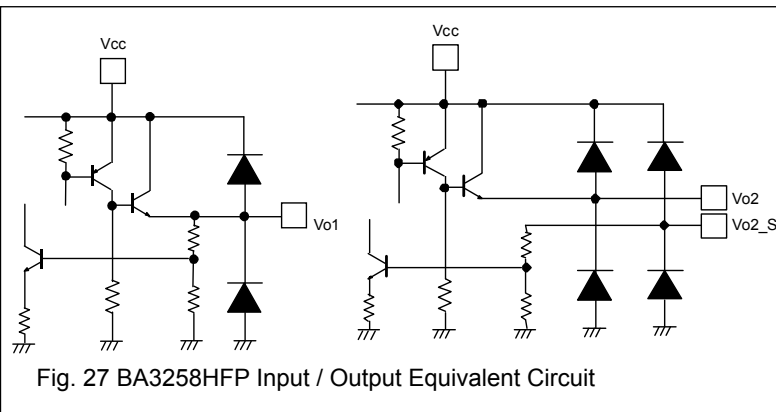 Vcc
Vo1
Vcc
Vo2
Vo2_S
Fig. 27 BA3258HFP Input / Output Equivalent Circuit